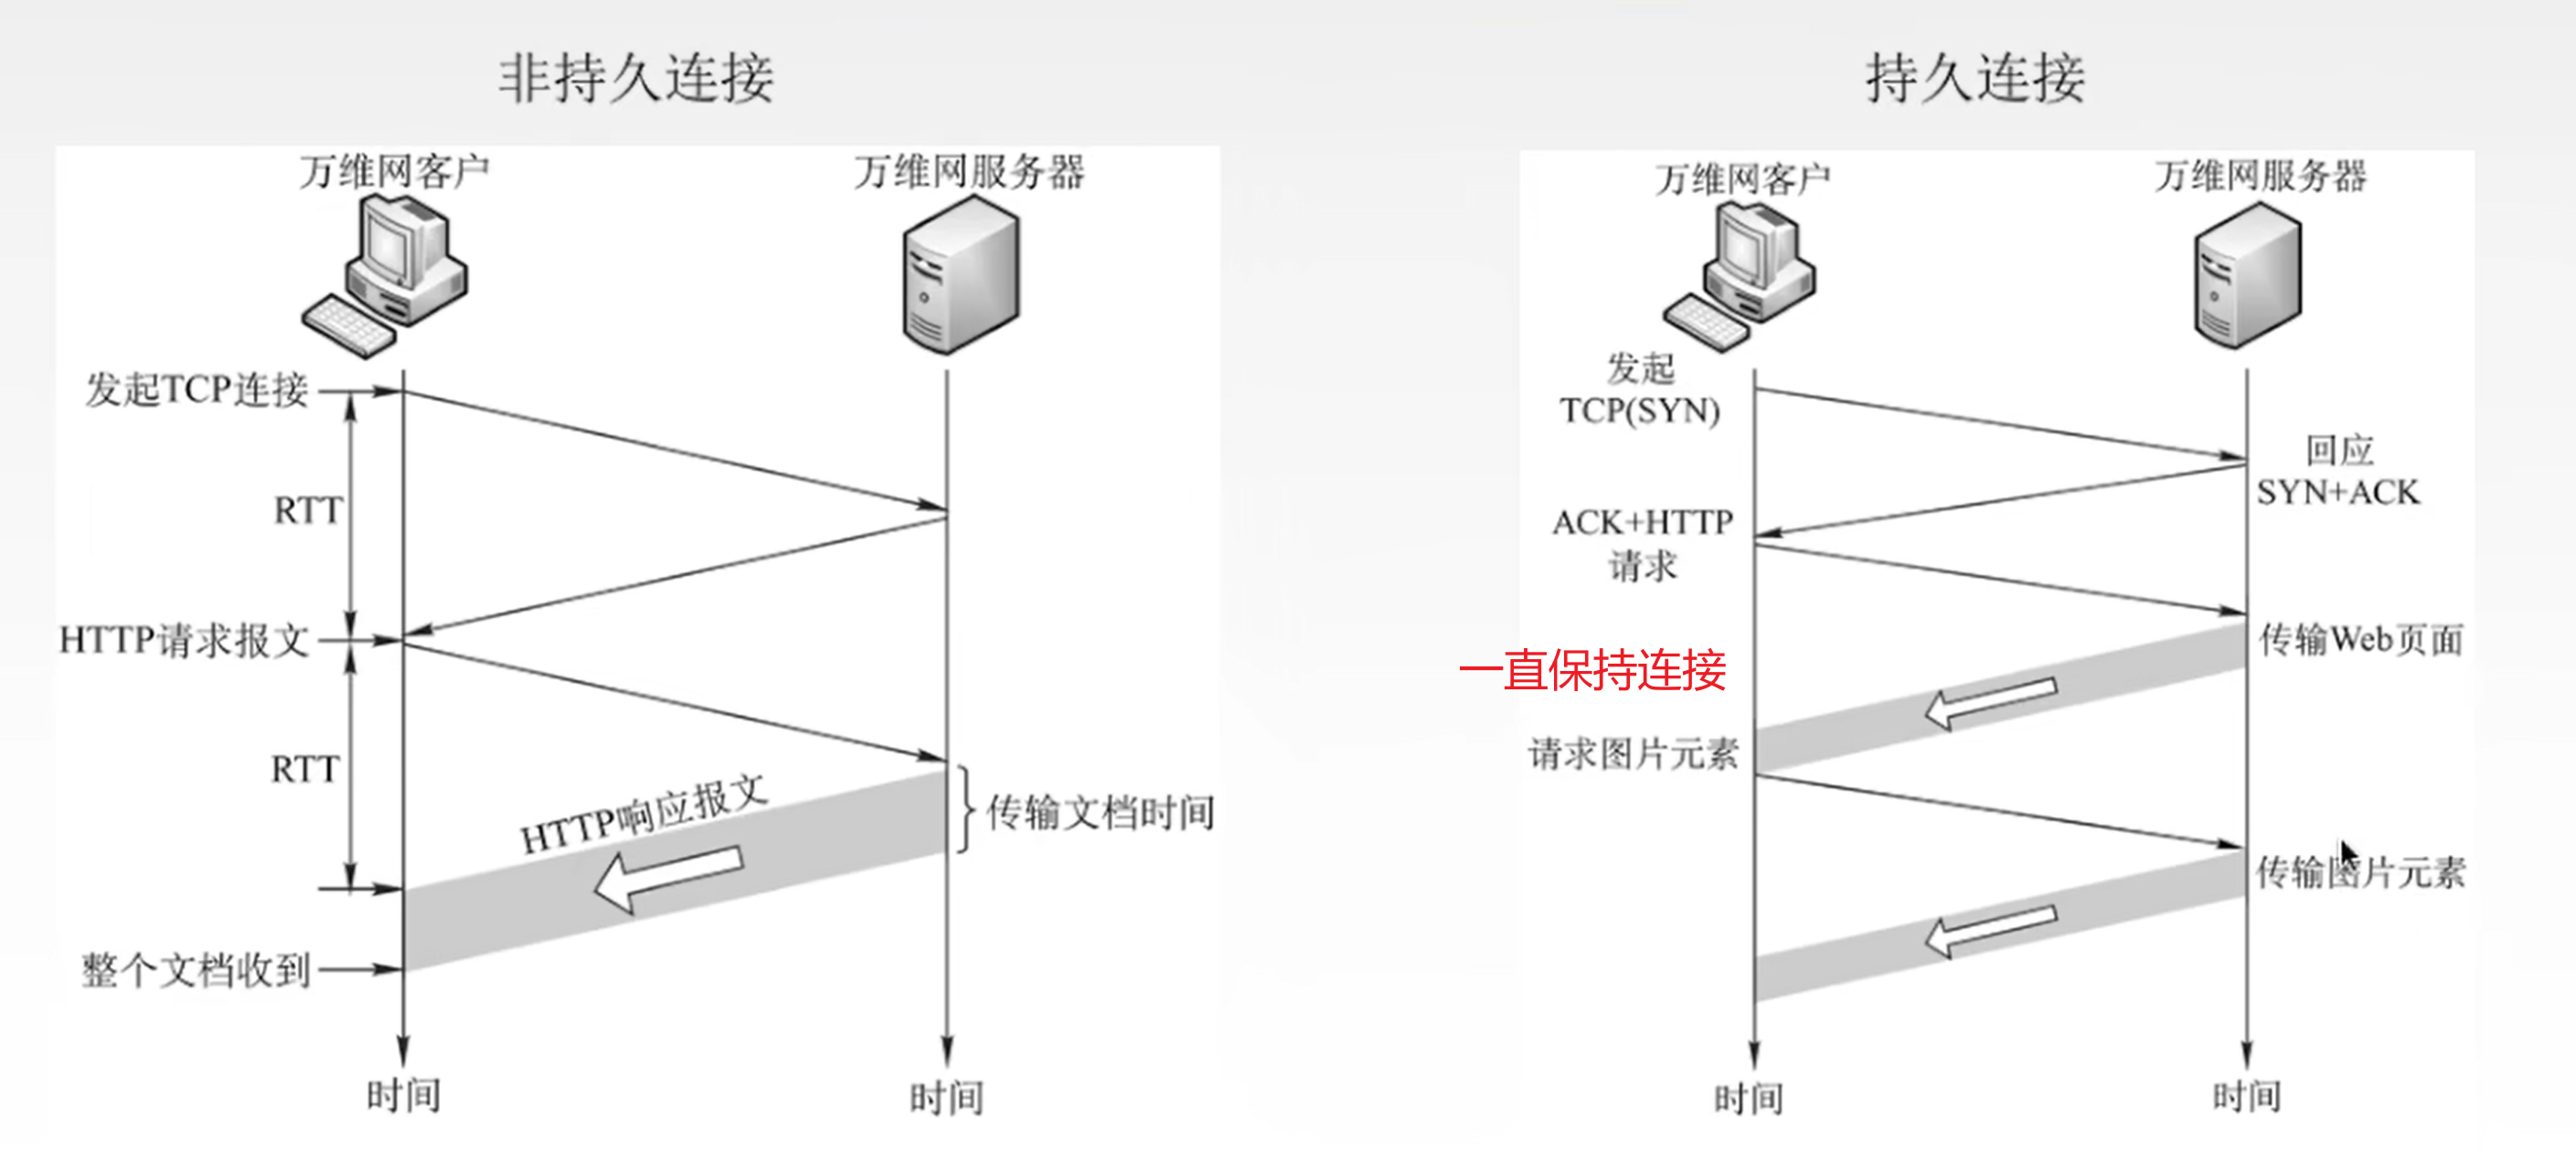 非持久连接
万维网客户
万维网服务器
发起TCP连接
RTT
HTTP请求报文
RTT
HTTP响应报文
传输文档时间
整个文档收到
时间
时间
持久连接
万维网客户
万维网服务器
发起
TCP(SYN)
回应
SYN+ACK
ACK+HTTP
请求
传输Web页面
一直保持连接
请求图片元素
传输图片元素
时间
时间